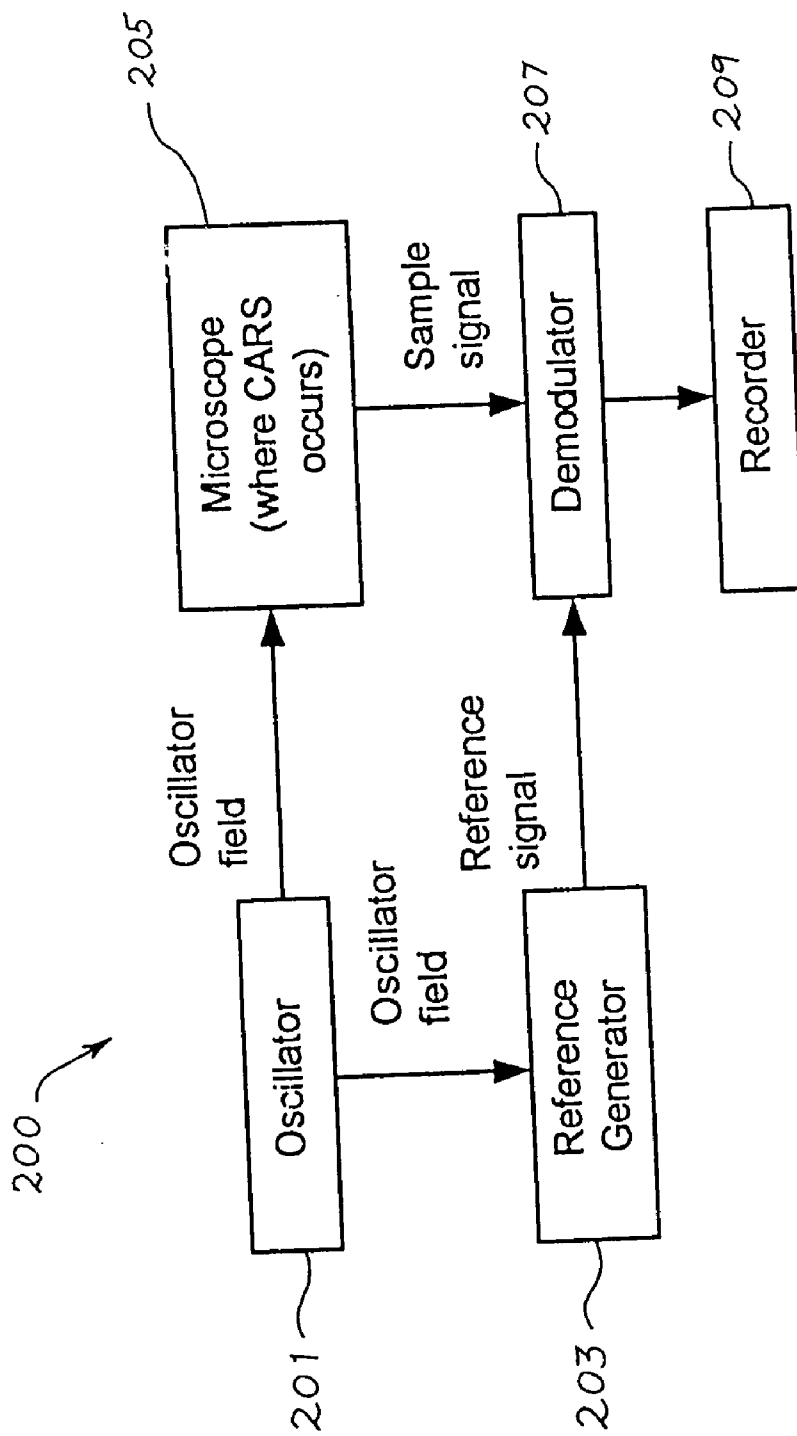 200
201
Oscillator
Oscillator
field
205
Microscope
(where CARS
occurs)
Oscillator
field
Sample
signal
203
Reference
Generator
Reference
signal
207
Demodulator
209
Recorder